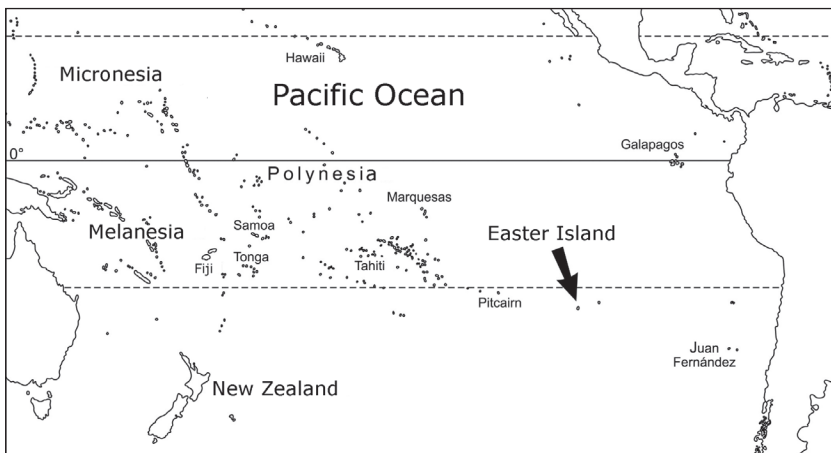 Hawaii
Micronesia
Pacific Ocean
Galapagos
0°
Polynesia
Marquesas
Samoa
Melanesia
Easter Island
Fiji
Tonga
Tahiti
Pitcairn
Juan
Fernández
New Zealand